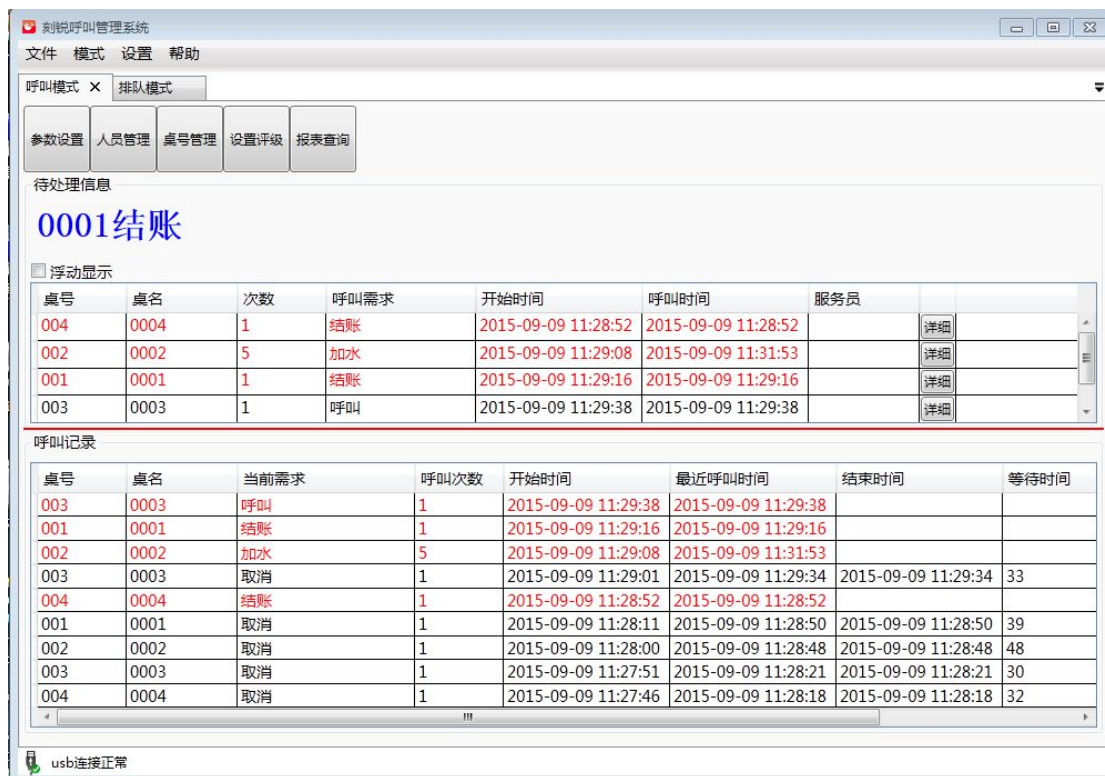 刻锐呼叫管理系统
文件 模式 设置 帮助
呼叫模式 排队模式
参数设置 人员管理 桌号管理 设置评级 报表查询
待处理信息
0001结账
浮动显示
桌号 桌名 次数 呼叫需求 开始时间 呼叫时间 服务员
004 0004 1 结账 2015-09-09 11:28:52 2015-09-09 11:28:52 详细
002 0002 5 加水 2015-09-09 11:29:08 2015-09-09 11:31:53 详细
001 0001 1 结账 2015-09-09 11:29:16 2015-09-09 11:29:16 详细
003 0003 1 呼叫 2015-09-09 11:29:38 2015-09-09 11:29:38 详细
呼叫记录
桌号 桌名 当前需求 呼叫次数 开始时间 最近呼叫时间 结束时间 等待时间
003 0003 呼叫 1 2015-09-09 11:29:38 2015-09-09 11:29:38
001 0001 结账 1 2015-09-09 11:29:16 2015-09-09 11:29:16
002 0002 加水 5 2015-09-09 11:29:08 2015-09-09 11:31:53
003 0003 取消 1 2015-09-09 11:29:01 2015-09-09 11:29:34 2015-09-09 11:29:34 33
004 0004 结账 1 2015-09-09 11:28:52 2015-09-09 11:28:52
001 0001 取消 1 2015-09-09 11:28:11 2015-09-09 11:28:50 2015-09-09 11:28:50 39
002 0002 取消 1 2015-09-09 11:28:00 2015-09-09 11:28:48 2015-09-09 11:28:48 48
003 0003 取消 1 2015-09-09 11:27:51 2015-09-09 11:28:21 2015-09-09 11:28:21 30
004 0004 取消 1 2015-09-09 11:27:46 2015-09-09 11:28:18 2015-09-09 11:28:18 32
usb连接正常